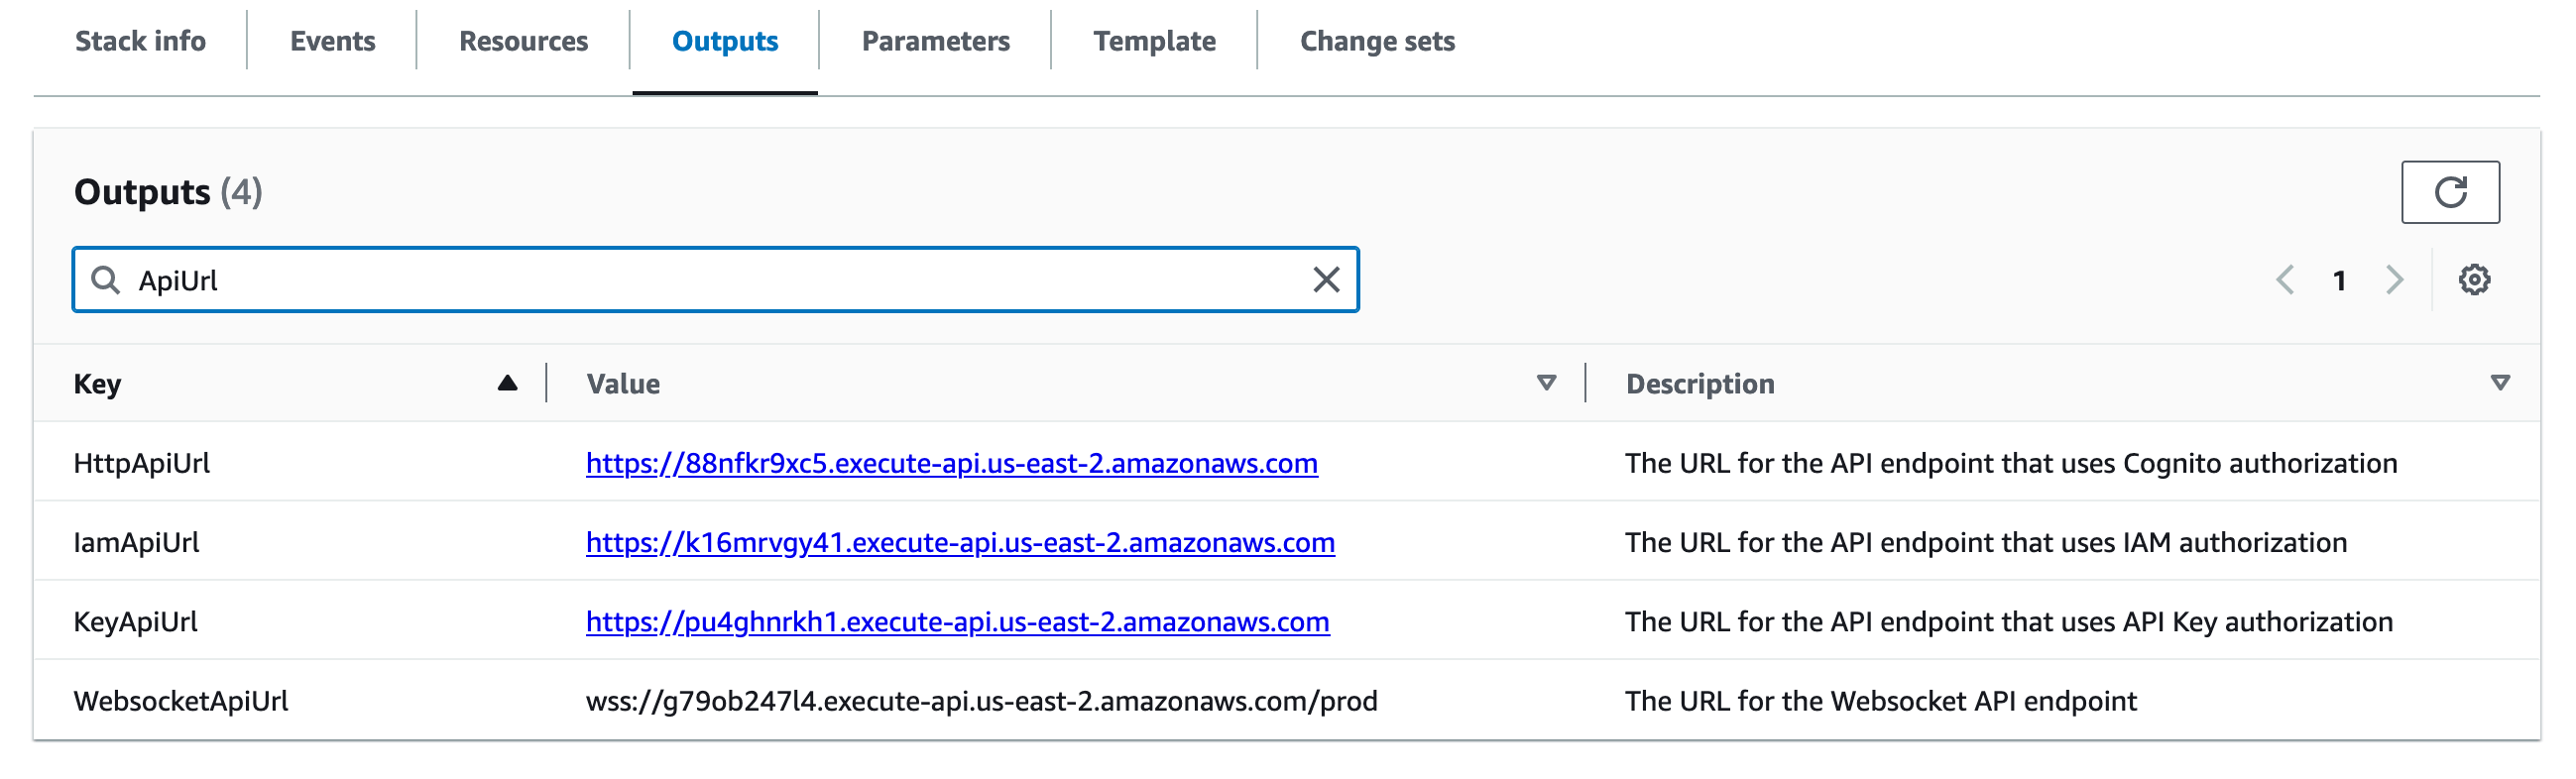 Stack info Events Resources Outputs Parameters Template Change sets
Outputs (4)
ApiUrl
1
Key Value Description
HttpApiUrl https://88nfkr9xc5.execute-api.us-east-2.amazonaws.com The URL for the API endpoint that uses Cognito authorization
IamApiUrl https://k16mrvgy41.execute-api.us-east-2.amazonaws.com The URL for the API endpoint that uses IAM authorization
KeyApiUrl https://pu4ghnrkh1.execute-api.us-east-2.amazonaws.com The URL for the API endpoint that uses API Key authorization
WebsocketApiUrl wss://g79ob247l4.execute-api.us-east-2.amazonaws.com/prod The URL for the Websocket API endpoint